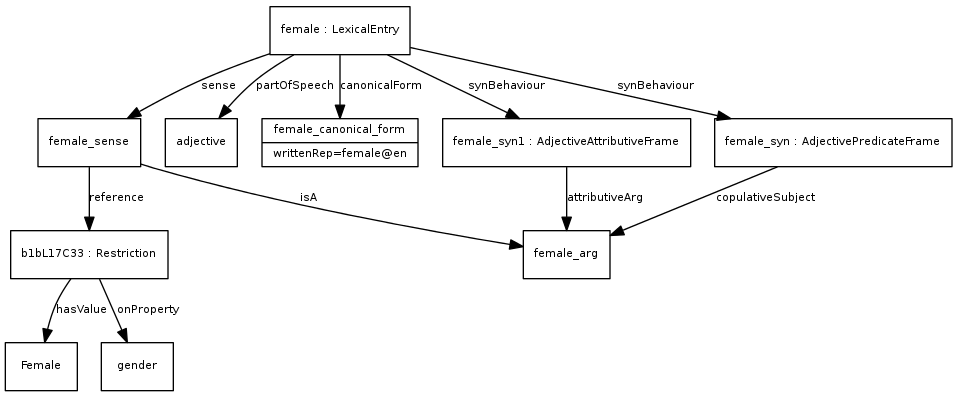 female : LexicalEntry
sense
partOfSpeech
canonicalForm
synBehaviour
synBehaviour
female_sense
adjective
female_canonical_form
writtenRep=female@en
female_syn1 : AdjectiveAttributiveFrame
female_syn : AdjectivePredicateFrame
reference
isA
attributiveArg
copulativeSubject
b1bL17C33 : Restriction
female_arg
hasValue
onProperty
Female
gender